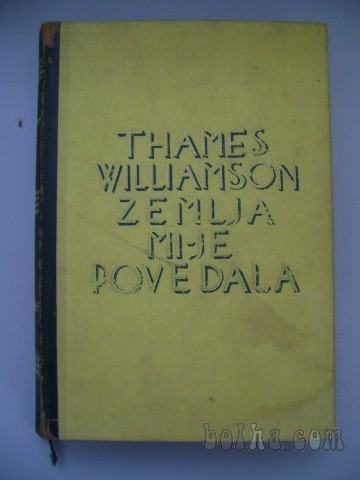 THAMES
WILLIAMSON
ZEMLJA
MI JE
POVEDALA
bolha.com